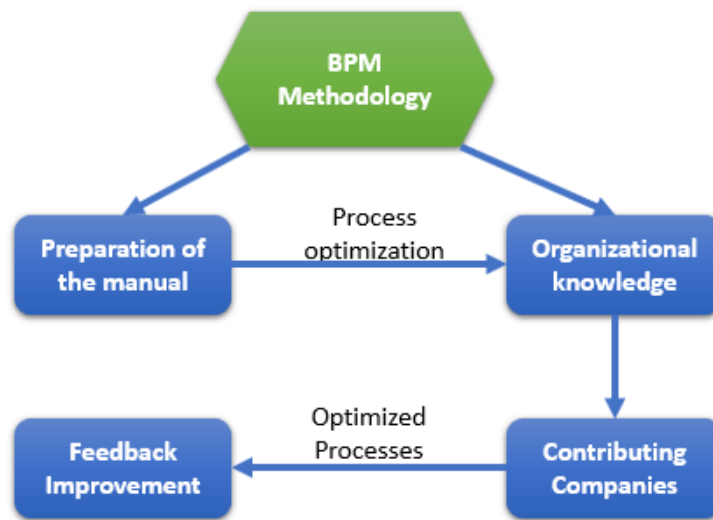 BPM
Methodology
Preparation of
the manual
Process
optimization
Organizational
knowledge
Feedback
Improvement
Optimized
Processes
Contributing
Companies